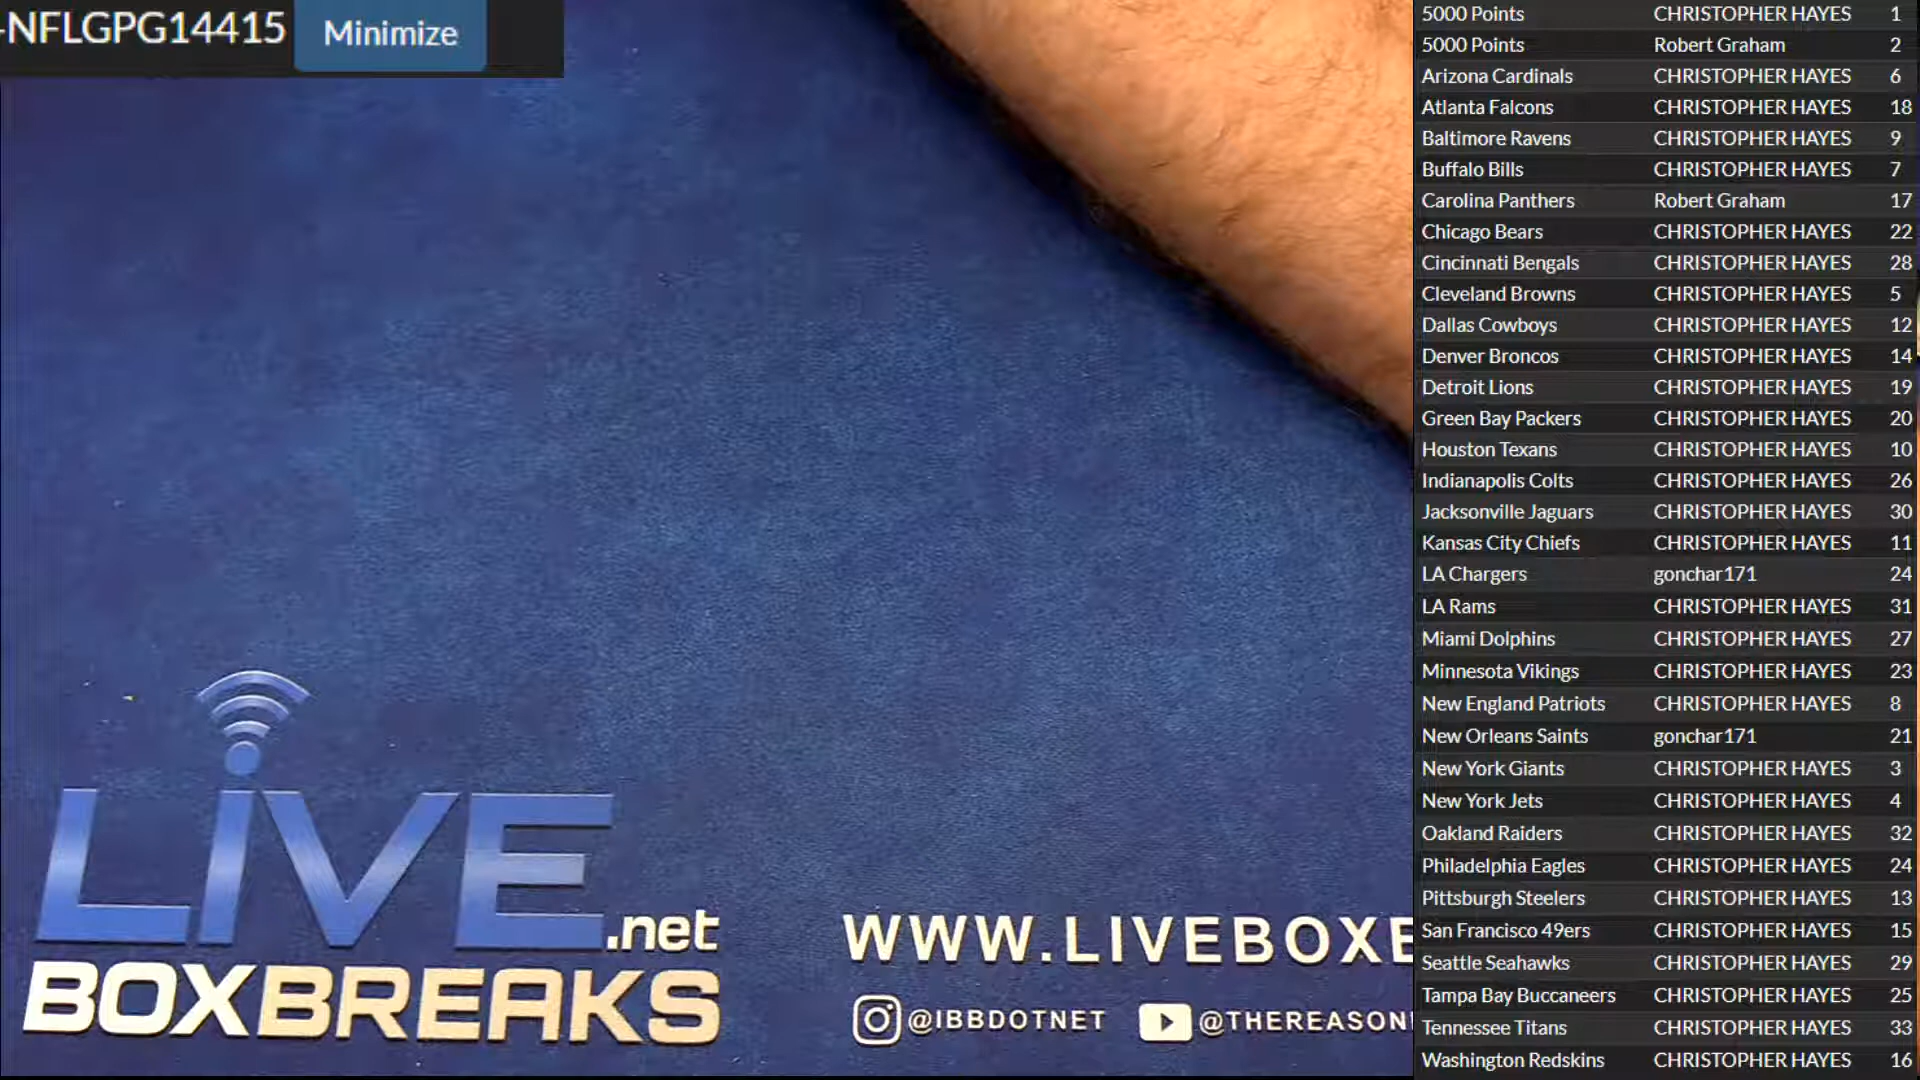 -NFLGPG14415 Minimize
LIVE.net
BOXBREAKS
WWW.LIVEBOXE
@IBBDOTNET @THEREASON
5000 Points CHRISTOPHER HAYES 1
5000 Points Robert Graham 2
Arizona Cardinals CHRISTOPHER HAYES 6
Atlanta Falcons CHRISTOPHER HAYES 18
Baltimore Ravens CHRISTOPHER HAYES 9
Buffalo Bills CHRISTOPHER HAYES 7
Carolina Panthers Robert Graham 17
Chicago Bears CHRISTOPHER HAYES 22
Cincinnati Bengals CHRISTOPHER HAYES 28
Cleveland Browns CHRISTOPHER HAYES 5
Dallas Cowboys CHRISTOPHER HAYES 12
Denver Broncos CHRISTOPHER HAYES 14
Detroit Lions CHRISTOPHER HAYES 19
Green Bay Packers CHRISTOPHER HAYES 20
Houston Texans CHRISTOPHER HAYES 10
Indianapolis Colts CHRISTOPHER HAYES 26
Jacksonville Jaguars CHRISTOPHER HAYES 30
Kansas City Chiefs CHRISTOPHER HAYES 11
LA Chargers gonchar171 24
LA Rams CHRISTOPHER HAYES 31
Miami Dolphins CHRISTOPHER HAYES 27
Minnesota Vikings CHRISTOPHER HAYES 23
New England Patriots CHRISTOPHER HAYES 8
New Orleans Saints gonchar171 21
New York Giants CHRISTOPHER HAYES 3
New York Jets CHRISTOPHER HAYES 4
Oakland Raiders CHRISTOPHER HAYES 32
Philadelphia Eagles CHRISTOPHER HAYES 24
Pittsburgh Steelers CHRISTOPHER HAYES 13
San Francisco 49ers CHRISTOPHER HAYES 15
Seattle Seahawks CHRISTOPHER HAYES 29
Tampa Bay Buccaneers CHRISTOPHER HAYES 25
Tennessee Titans CHRISTOPHER HAYES 33
Washington Redskins CHRISTOPHER HAYES 16